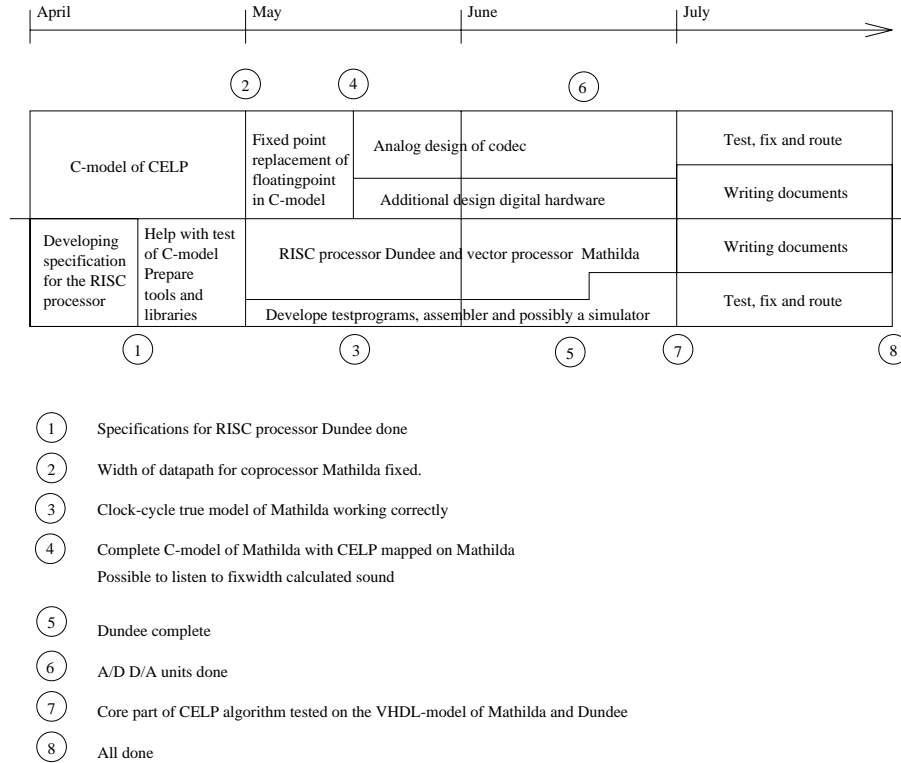 April
May
June
July
2
4
6
C-model of CELP
Fixed point
replacement of
floatingpoint
in C-model
Analog design of codec
Additional design digital hardware
Test, fix and route
Writing documents
Developing
specification
for the RISC
processor
Help with test
of C-model
Prepare
tools and
libraries
RISC processor Dundee and vector processor Mathilda
Develope testprograms, assembler and possibly a simulator
Writing documents
Test, fix and route
1
3
5
7
8
1 Specifications for RISC processor Dundee done
2 Width of datapath for coprocessor Mathilda fixed.
3 Clock-cycle true model of Mathilda working correctly
4 Complete C-model of Mathilda with CELP mapped on Mathilda
Possible to listen to fixwidth calculated sound
5 Dundee complete
6 A/D D/A units done
7 Core part of CELP algorithm tested on the VHDL-model of Mathilda and Dundee
8 All done